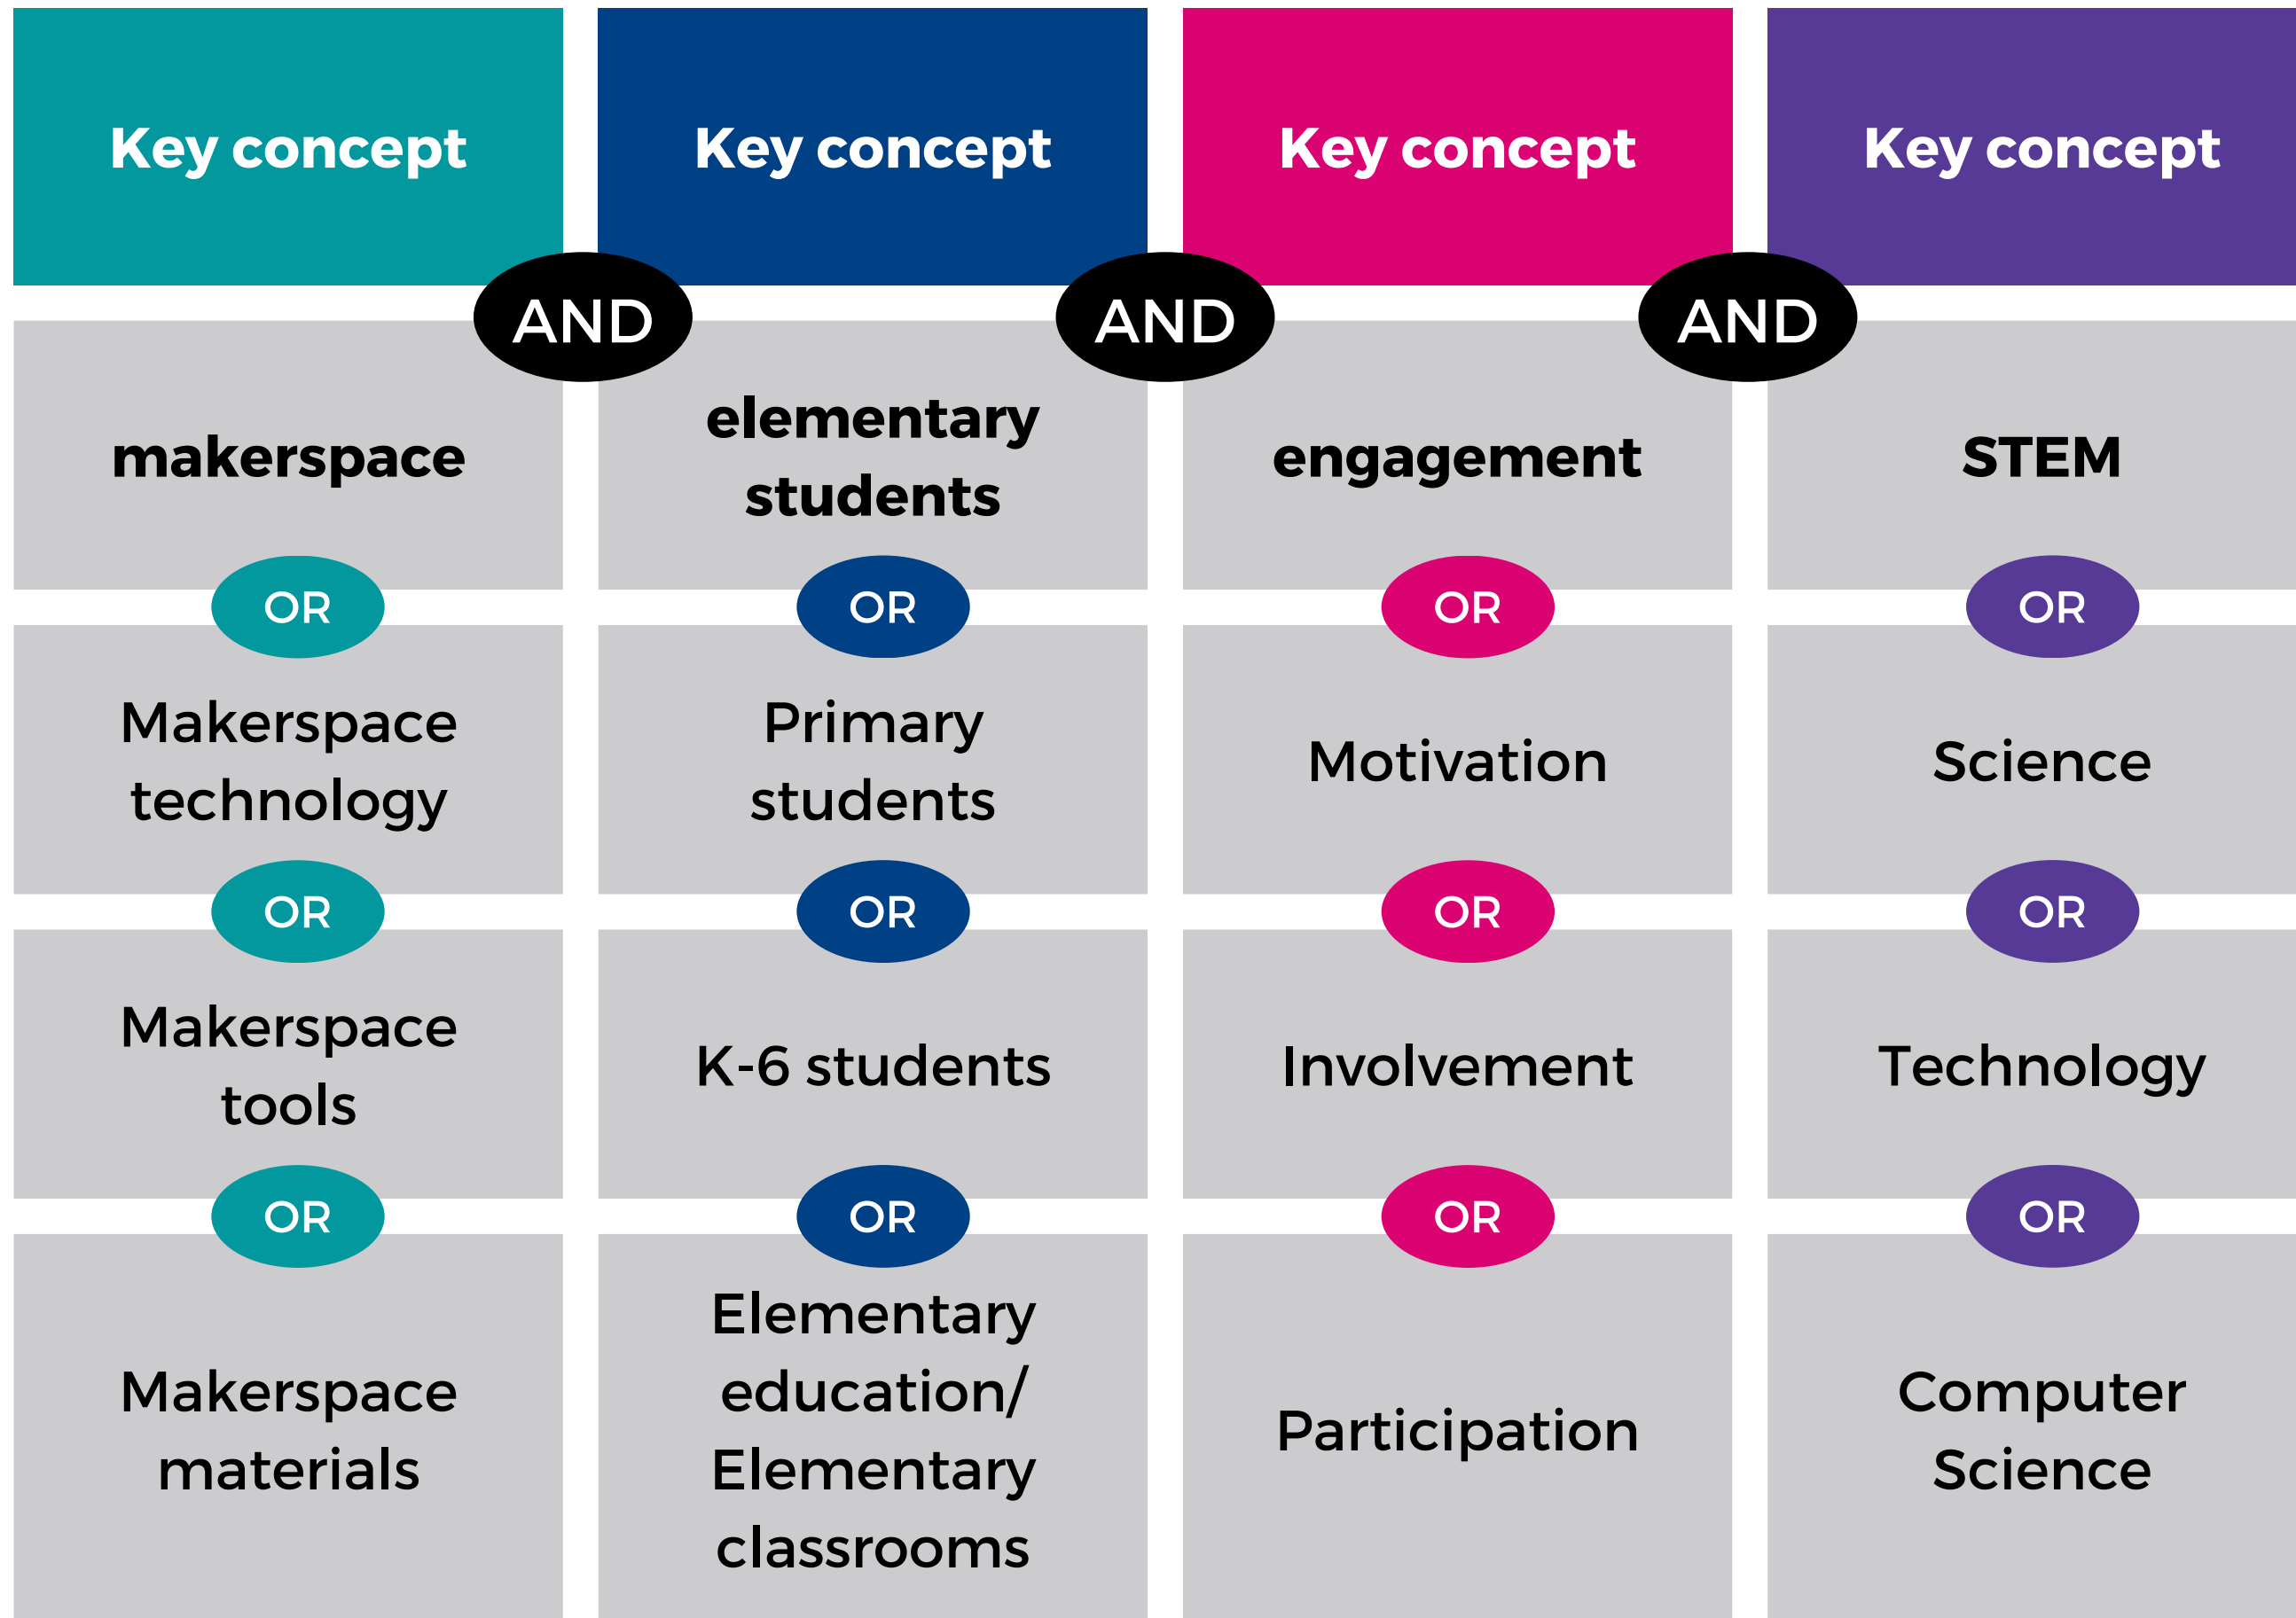 Key concept
Key concept
Key concept
Key concept
AND
AND
AND
makerspace
elementary
students
engagement
STEM
OR
OR
OR
OR
Makerspace
technology
Primary
students
Motivation
Science
OR
OR
OR
OR
Makerspace
tools
K-6 students
Involvement
Technology
OR
OR
OR
OR
Makerspace
materials
Elementary
education/
Elementary
classrooms
Participation
Computer
Science